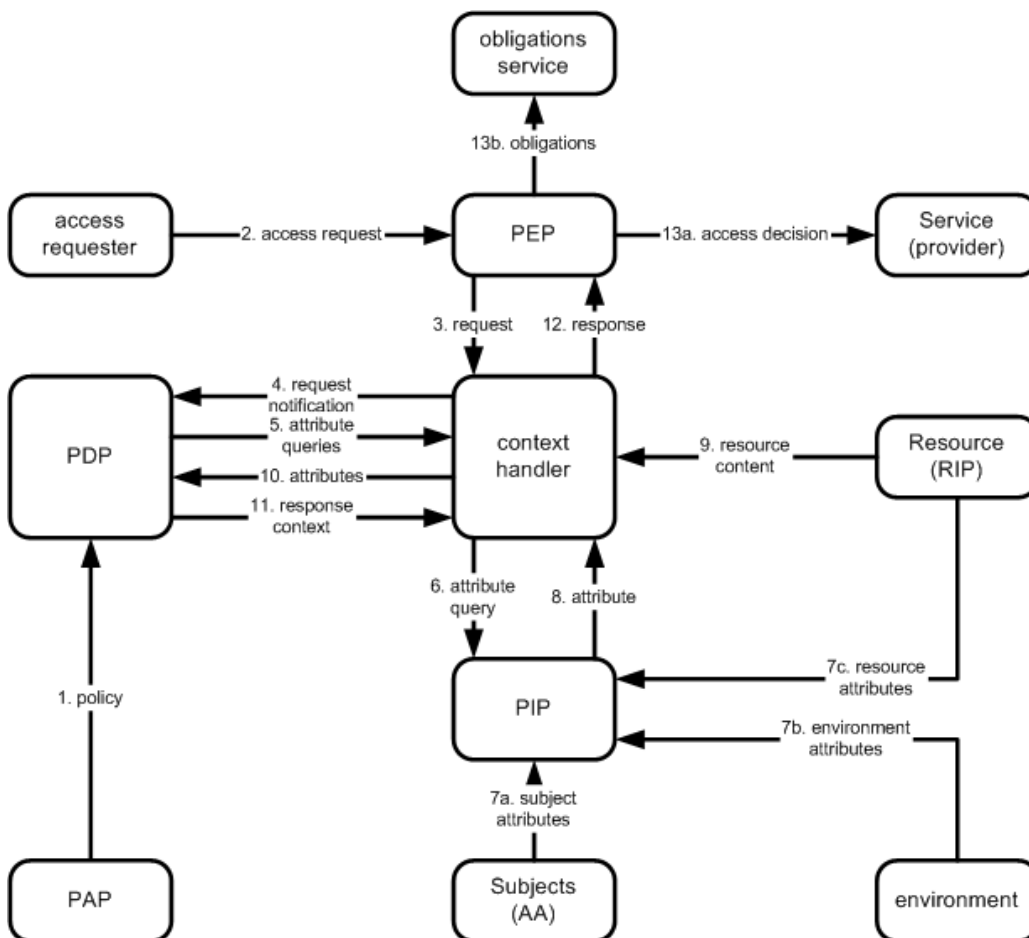 obligations
service
13b. obligations
access
requester
2. access request
PEP
13a. access decision
Service
(provider)
3. request
12. response
PDP
4. request
notification
5. attribute
queries
10. attributes
11. response
context
context
handler
9. resource
content
Resource
(RIP)
6. attribute
query
8. attribute
1. policy
PIP
7c. resource
attributes
7b. environment
attributes
7a. subject
attributes
PAP
Subjects
(AA)
environment